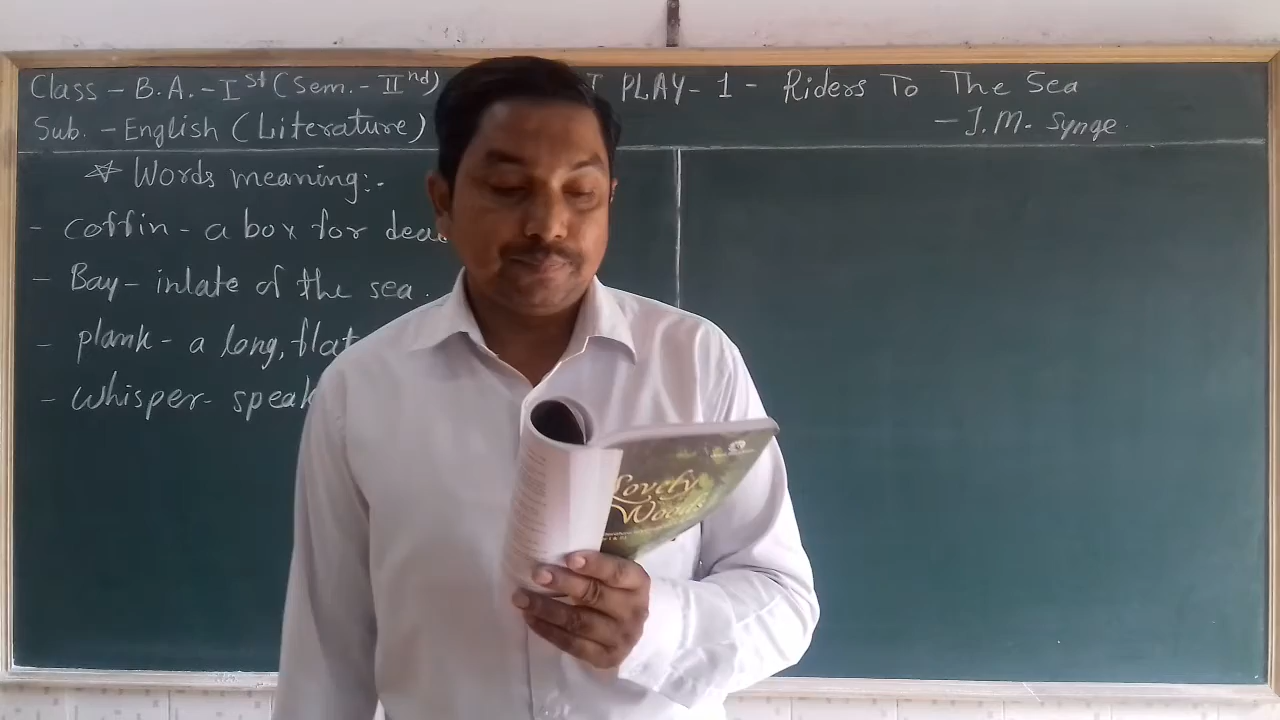 Class - B.A. - Ist (Sem. - IInd) T PLAY - 1 - Riders To The Sea
Sub. - English (Literature) - J.M. Synge.
Words meaning:-
- coffin - a box for dea
- Bay - inlate of the sea.
- plank - a long, flat
- whisper - speak
Lovely
Woods